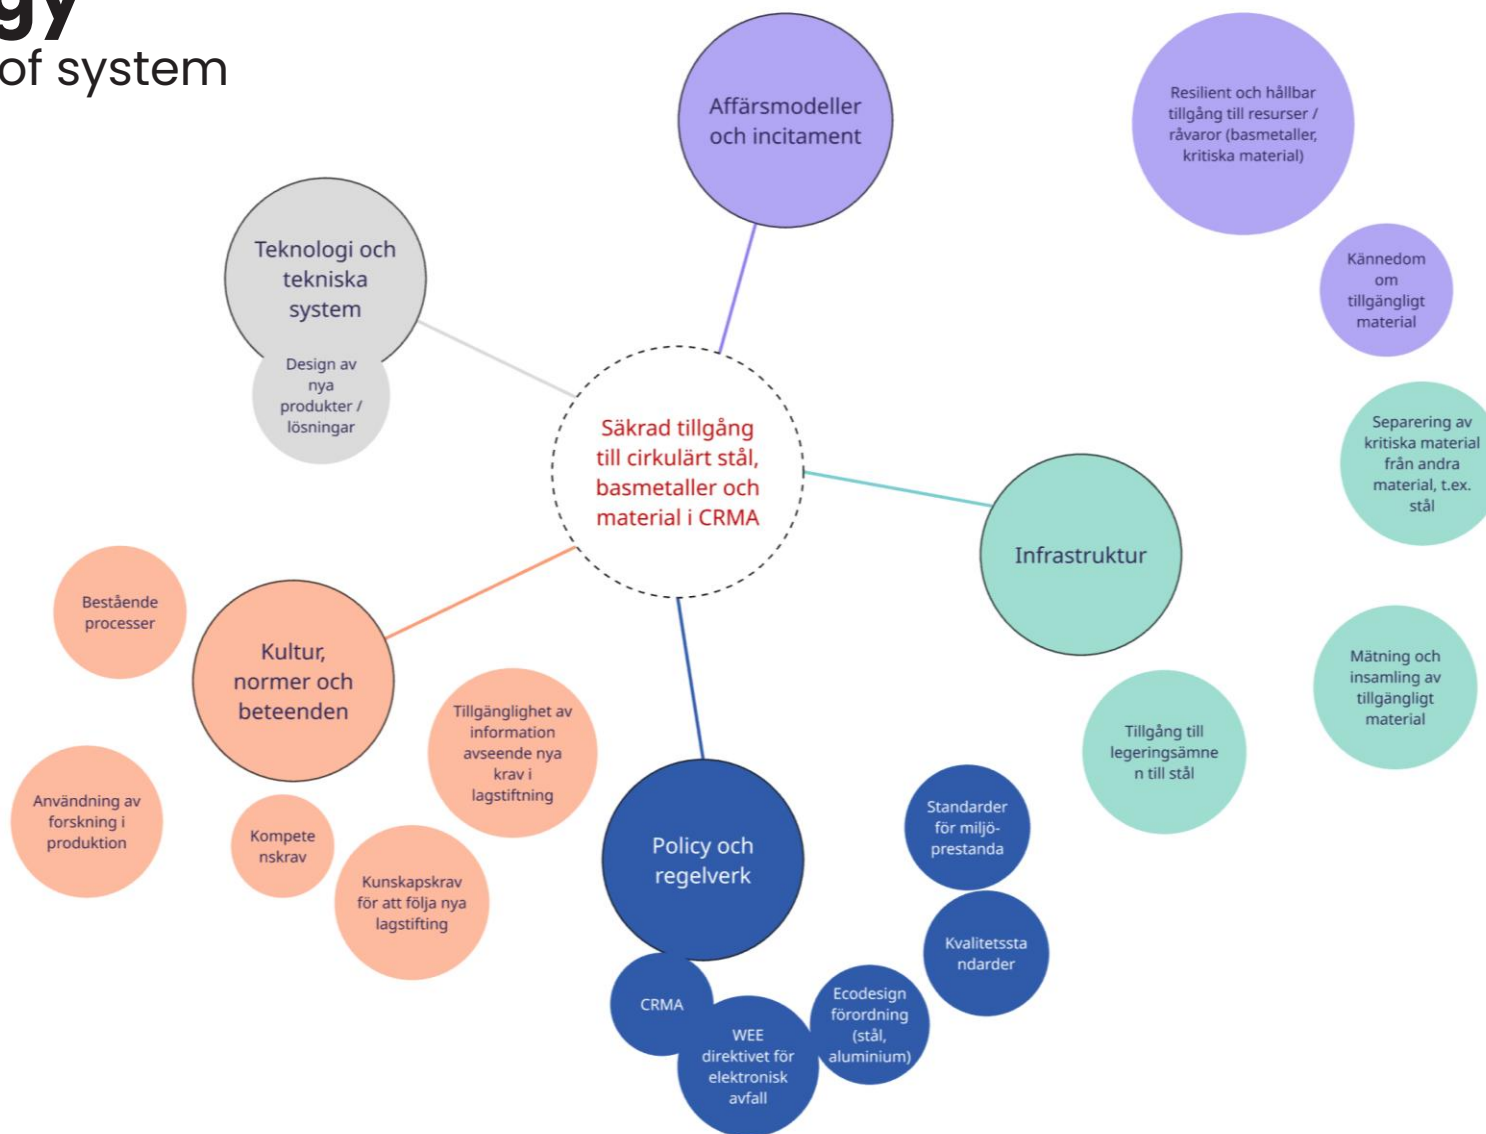 gy
of system
Affärsmodeller
och incitament
Resilient och hållbar
tillgång till resurser /
råvaror (basmetaller,
kritiska material)
Teknologi och
tekniska
system
Kännedom
om
tillgängligt
material
Design av
nya
produkter /
lösningar
Säkrad tillgång
till cirkulärt stål,
basmetaller och
material i CRMA
Separering av
kritiska material
från andra
material, t.ex.
stål
Infrastruktur
Bestående
processer
Kultur,
normer och
beteenden
Tillgänglighet av
information
avseende nya
krav i
lagstiftning
Mätning och
insamling av
tillgängligt
material
Tillgång till
legeringsämne
n till stål
Användning av
forskning i
produktion
Kompete
nskrav
Kunskapskrav
för att följa nya
lagstifting
Policy och
regelverk
Standarder
för miljö-
prestanda
Kvalitetssta
ndarder
CRMA
WEE
direktivet för
elektronisk
avfall
Ecodesign
förordning
(stål,
aluminium)